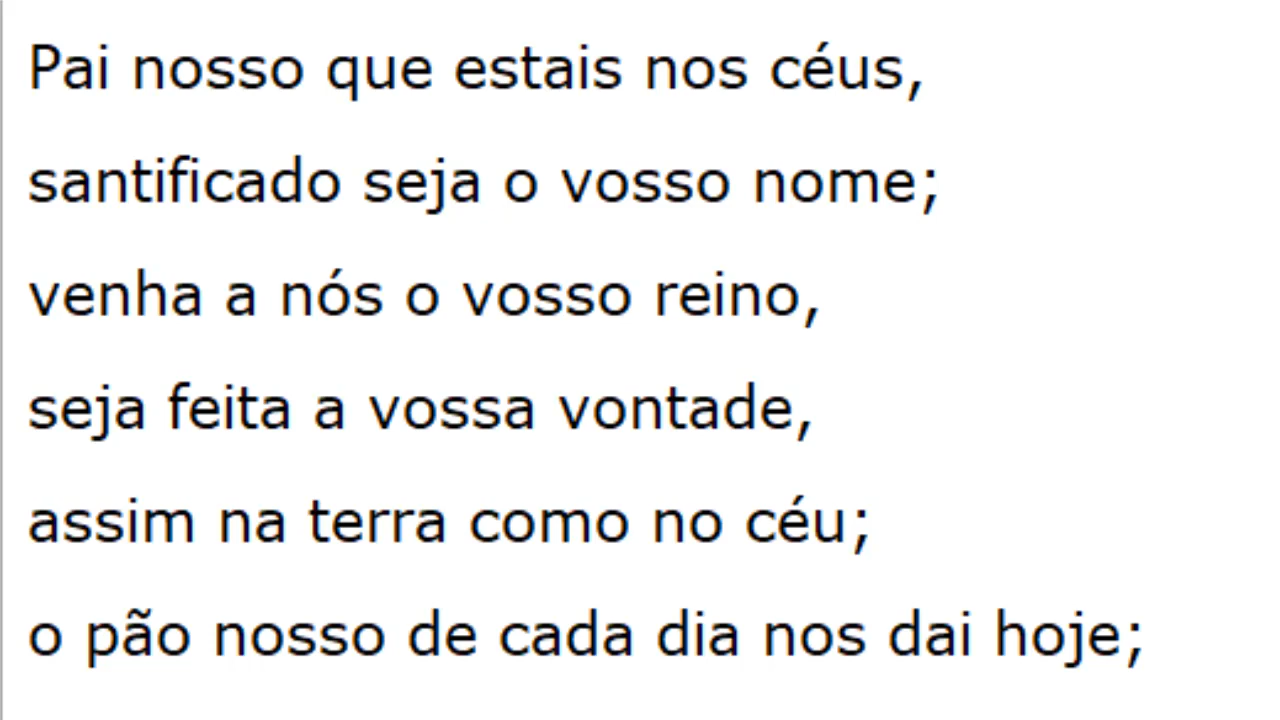 Pai nosso que estais nos céus,
santificado seja o vosso nome;
venha a nós o vosso reino,
seja feita a vossa vontade,
assim na terra como no céu;
o pão nosso de cada dia nos dai hoje;